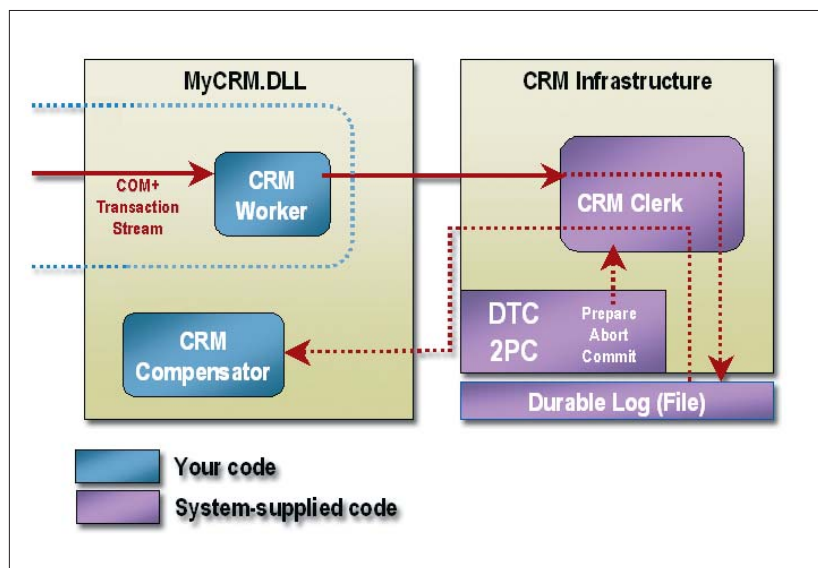 MyCRM.DLL
COM+
Transaction
Stream
CRM
Worker
CRM
Compensator
CRM Infrastructure
CRM Clerk
DTC
2PC
Prepare
Abort
Commit
Durable Log (File)
Your code
System-supplied code